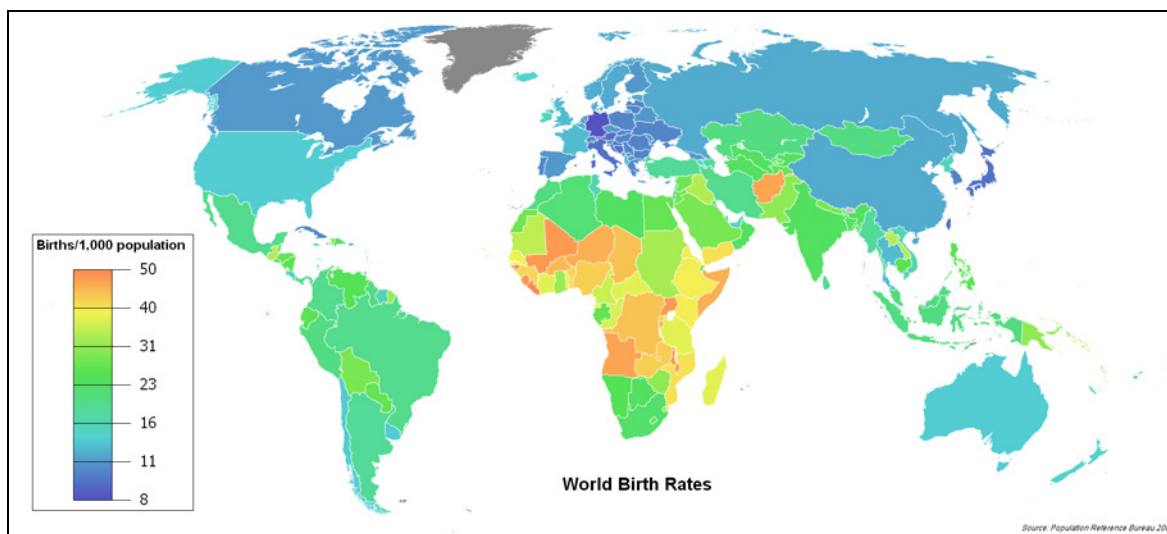 Births/1,000 population
50
40
31
23
16
11
8
World Birth Rates
Source: Population Reference Bureau